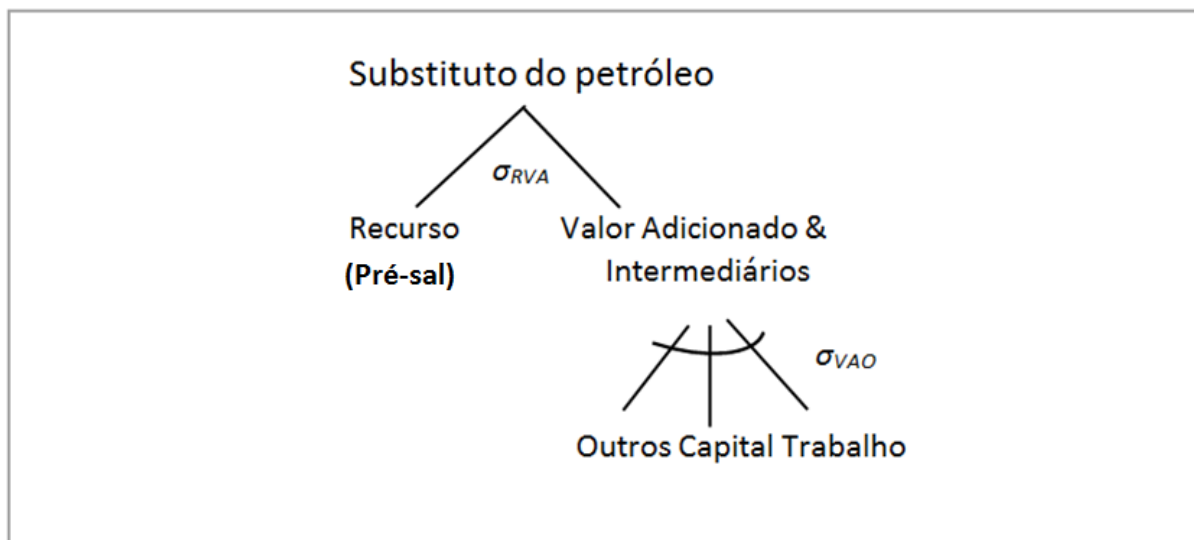 Substituto do petróleo
σRVA
Recurso
(Pré-sal)
Valor Adicionado &
Intermediários
σVAO
Outros Capital Trabalho